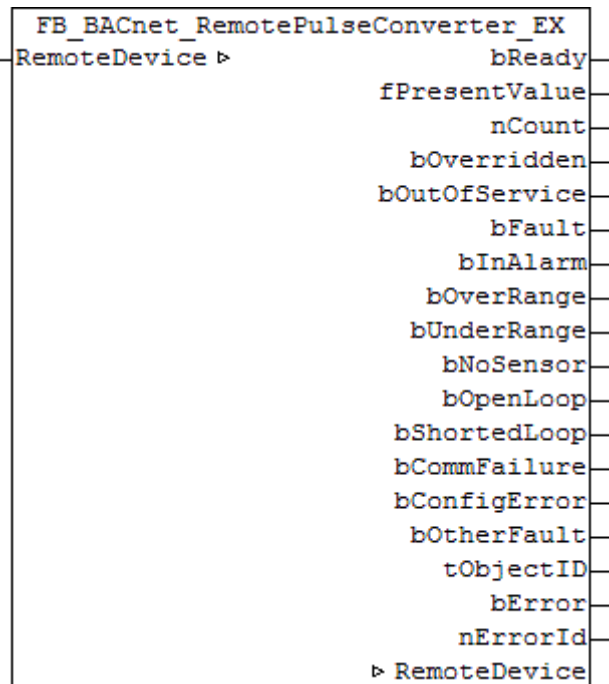 FB_BACnet_RemotePulseConverter_EX
RemoteDevice ▹ bReady
fPresentValue
nCount
bOverridden
bOutOfService
bFault
bInAlarm
bOverRange
bUnderRange
bNoSensor
bOpenLoop
bShortedLoop
bCommFailure
bConfigError
bOtherFault
tObjectID
bError
nErrorId
▹ RemoteDevice